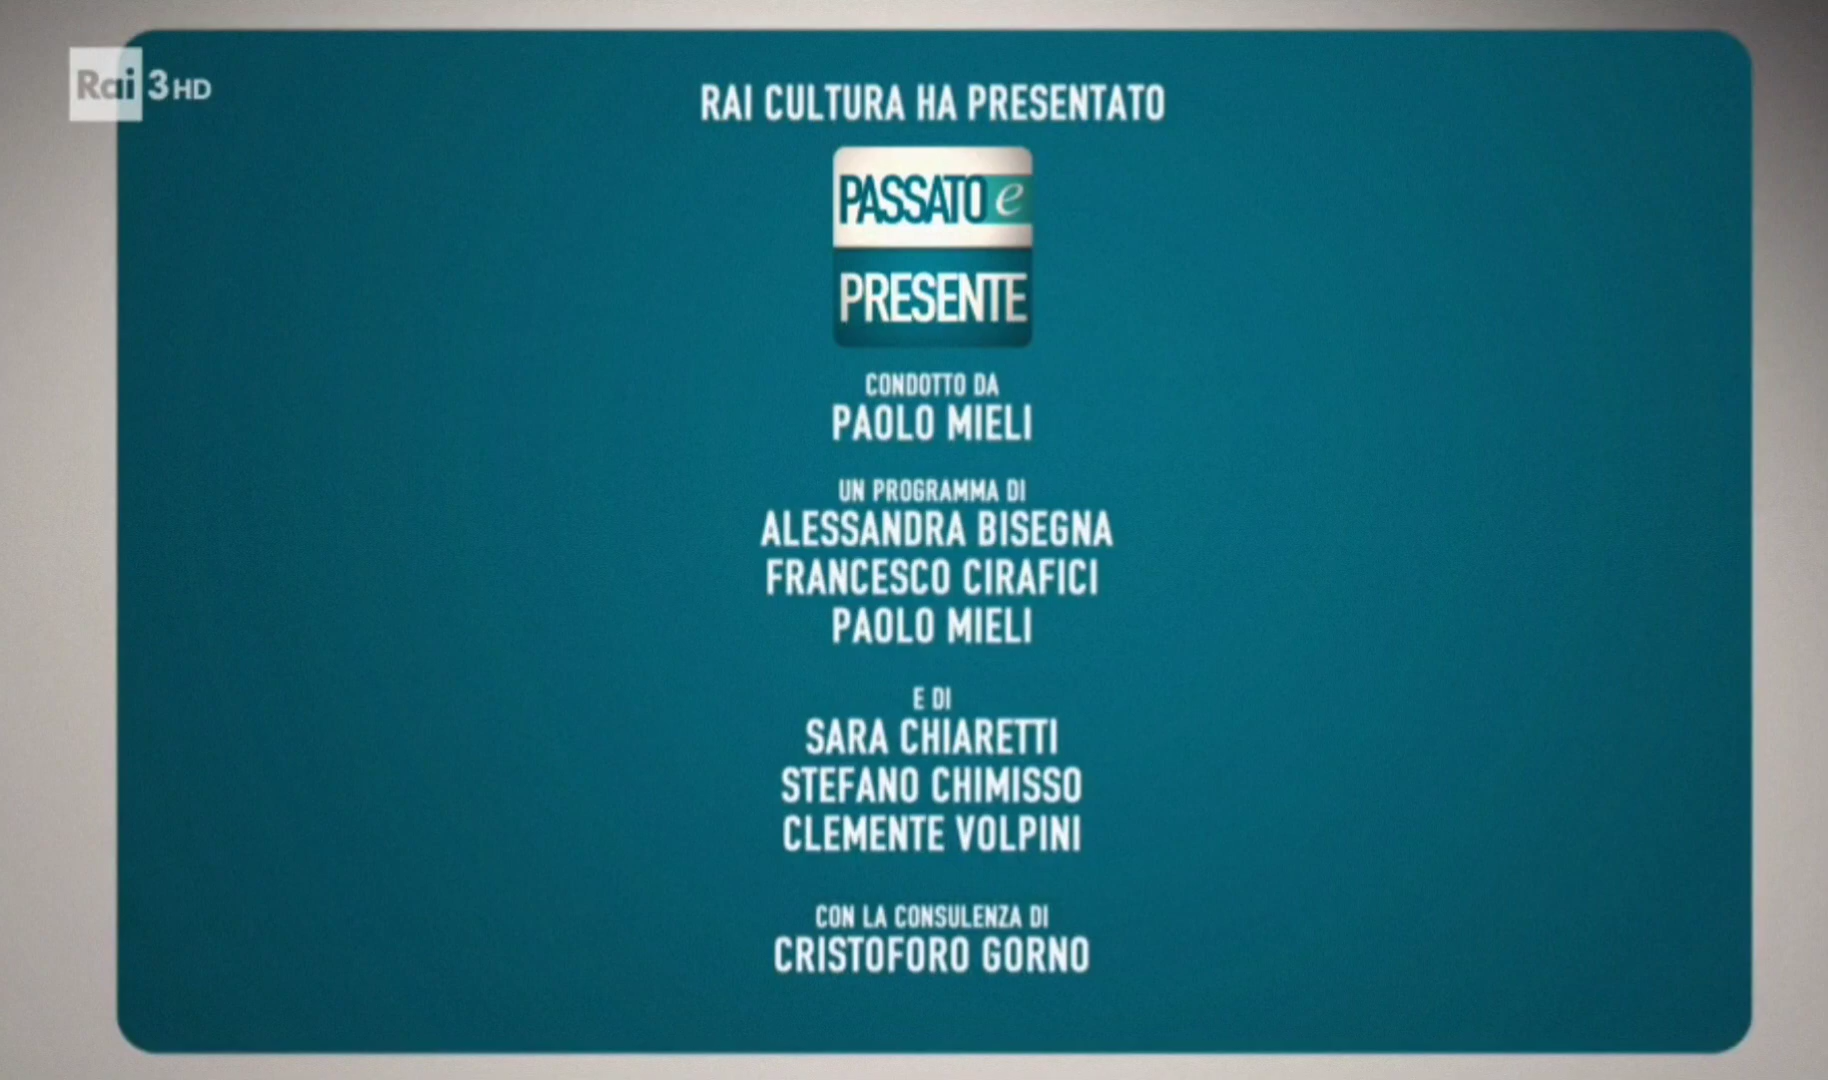 Rai 3 HD
RAI CULTURA HA PRESENTATO
PASSATO e
PRESENTE
CONDOTTO DA
PAOLO MIELI
UN PROGRAMMA DI
ALESSANDRA BISEGNA
FRANCESCO CIRAFICI
PAOLO MIELI
E DI
SARA CHIARETTI
STEFANO CHIMISSO
CLEMENTE VOLPINI
CON LA CONSULENZA DI
CRISTOFORO GORNO